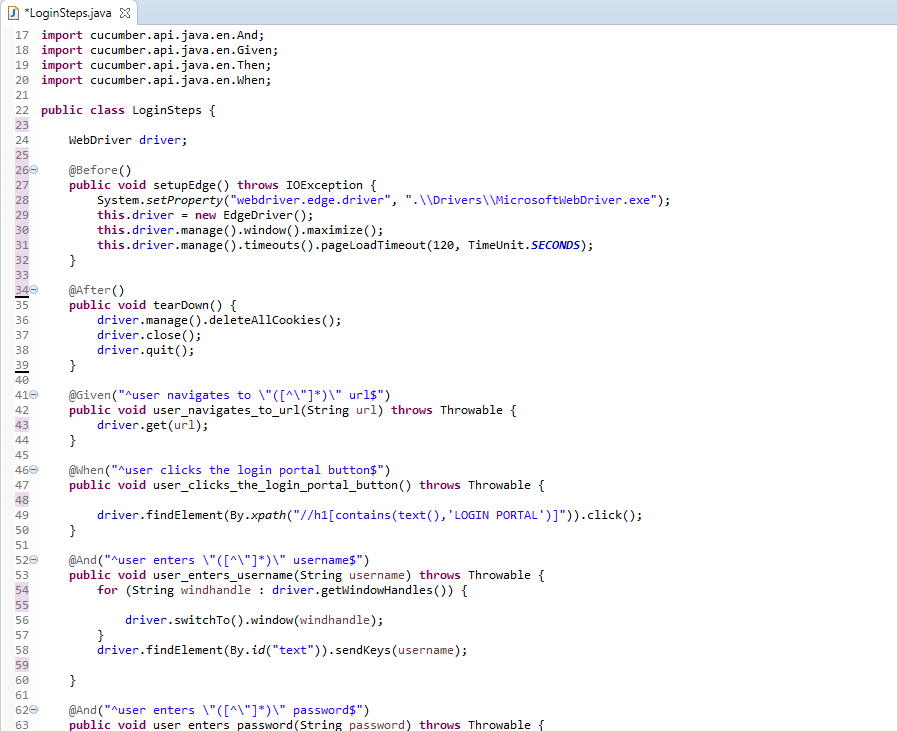 *LoginSteps.java
17 import cucumber.api.java.en.And;
18 import cucumber.api.java.en.Given;
19 import cucumber.api.java.en.Then;
20 import cucumber.api.java.en.When;
21
22 public class LoginSteps {
23
24 WebDriver driver;
25
26 @Before()
27 public void setupEdge() throws IOException {
28 System.setProperty("webdriver.edge.driver", ".\\Drivers\\MicrosoftWebDriver.exe");
29 this.driver = new EdgeDriver();
30 this.driver.manage().window().maximize();
31 this.driver.manage().timeouts().pageLoadTimeout(120, TimeUnit.SECONDS);
32 }
33
34 @After()
35 public void tearDown() {
36 driver.manage().deleteAllCookies();
37 driver.close();
38 driver.quit();
39 }
40
41 @Given("^user navigates to \"([^\"]*)\" url$")
42 public void user_navigates_to_url(String url) throws Throwable {
43 driver.get(url);
44 }
45
46 @When("^user clicks the login portal button$")
47 public void user_clicks_the_login_portal_button() throws Throwable {
48
49 driver.findElement(By.xpath("//h1[contains(text(),'LOGIN PORTAL')]")).click();
50 }
51
52 @And("^user enters \"([^\"]*)\" username$")
53 public void user_enters_username(String username) throws Throwable {
54 for (String windhandle : driver.getWindowHandles()) {
55
56 driver.switchTo().window(windhandle);
57 }
58 driver.findElement(By.id("text")).sendKeys(username);
59
60 }
61
62 @And("^user enters \"([^\"]*)\" password$")
63 public void user enters password(String password) throws Throwable {